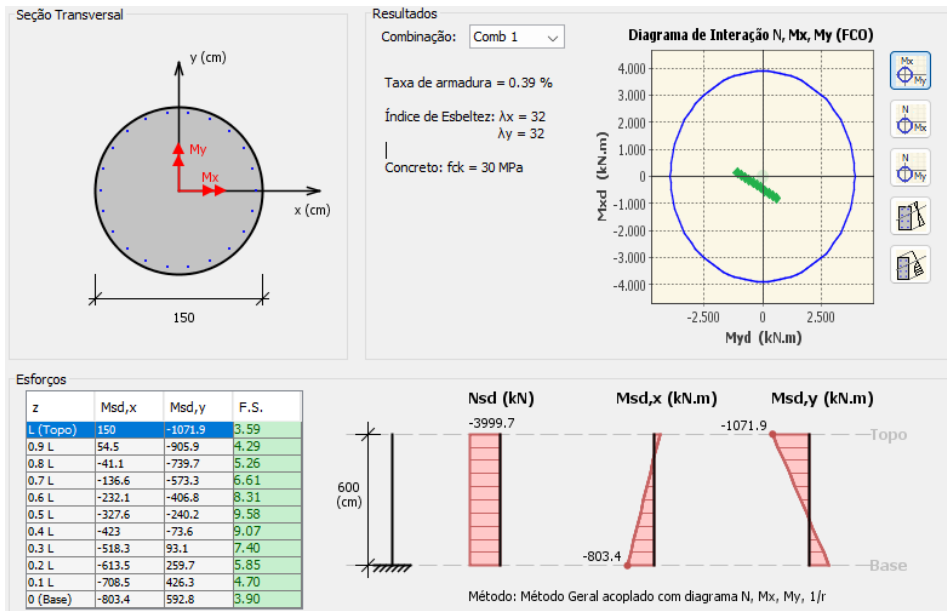 Seção Transversal
y (cm)
My
Mx
x (cm)
150
Resultados
Combinação: Comb 1
Taxa de armadura = 0.39 %
Índice de Esbeltez: λx = 32
λy = 32
Concreto: fck = 30 MPa
Diagrama de Interação N, Mx, My (FCO)
4.000
3.000
2.000
1.000
0
-1.000
-2.000
-3.000
-4.000
Mxd (kN.m)
-2.500 0 2.500
Myd (kN.m)
Mx
My
N
Mx
N
My
Esforços
z Msd,x Msd,y F.S.
L (Topo) 150 -1071.9 3.59
0.9 L 54.5 -905.9 4.29
0.8 L -41.1 -739.7 5.26
0.7 L -136.6 -573.3 6.61
0.6 L -232.1 -406.8 8.31
0.5 L -327.6 -240.2 9.58
0.4 L -423 -73.6 9.07
0.3 L -518.3 93.1 7.40
0.2 L -613.5 259.7 5.85
0.1 L -708.5 426.3 4.70
0 (Base) -803.4 592.8 3.90
600
(cm)
Nsd (kN) Msd,x (kN.m) Msd,y (kN.m)
-3999.7
-1071.9
Topo
-803.4
Base
Método: Método Geral acoplado com diagrama N, Mx, My, 1/r